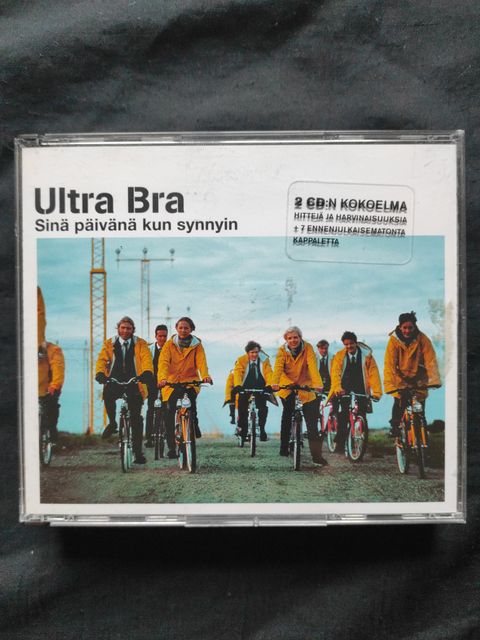 Ultra Bra
Sinä päivänä kun synnyin
2 CD:N KOKOELMA
HITTEJÄ JA HARVINAISUUKSIA
+ 7 ENNENJULKAISEMATONTA
KAPPALETTA